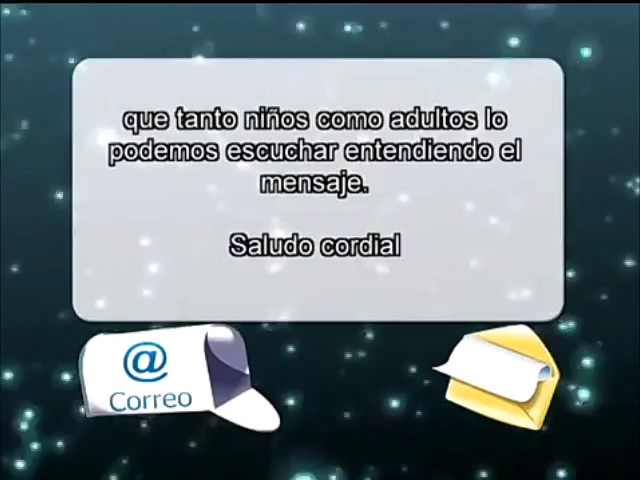 que tanto niños como adultos lo
podemos escuchar entendiendo el
mensaje.
Saludo cordial
@
Correo